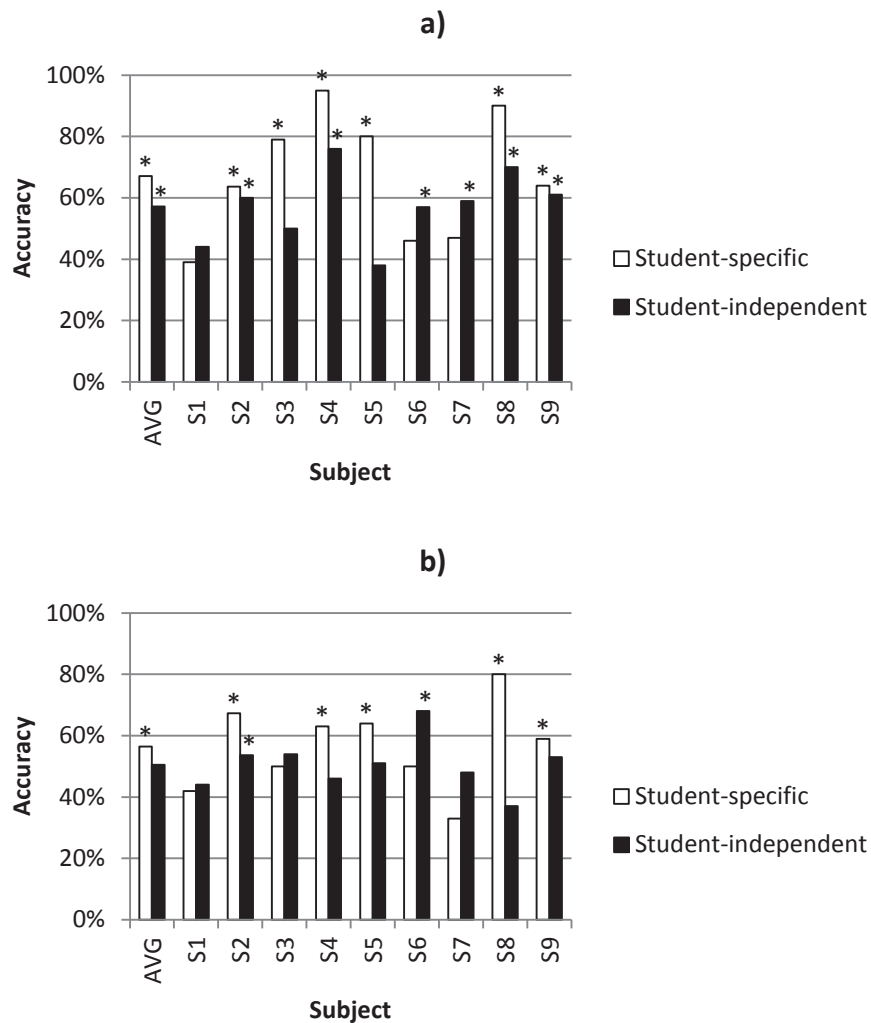 a)
* * * * * * * * * * * * * * *
100%
80%
60%
40%
20%
0%
Accuracy
AVG S1 S2 S3 S4 S5 S6 S7 S8 S9
Subject
Student-specific
Student-independent
b)
* * * * * * * *
100%
80%
60%
40%
20%
0%
Accuracy
AVG S1 S2 S3 S4 S5 S6 S7 S8 S9
Subject
Student-specific
Student-independent